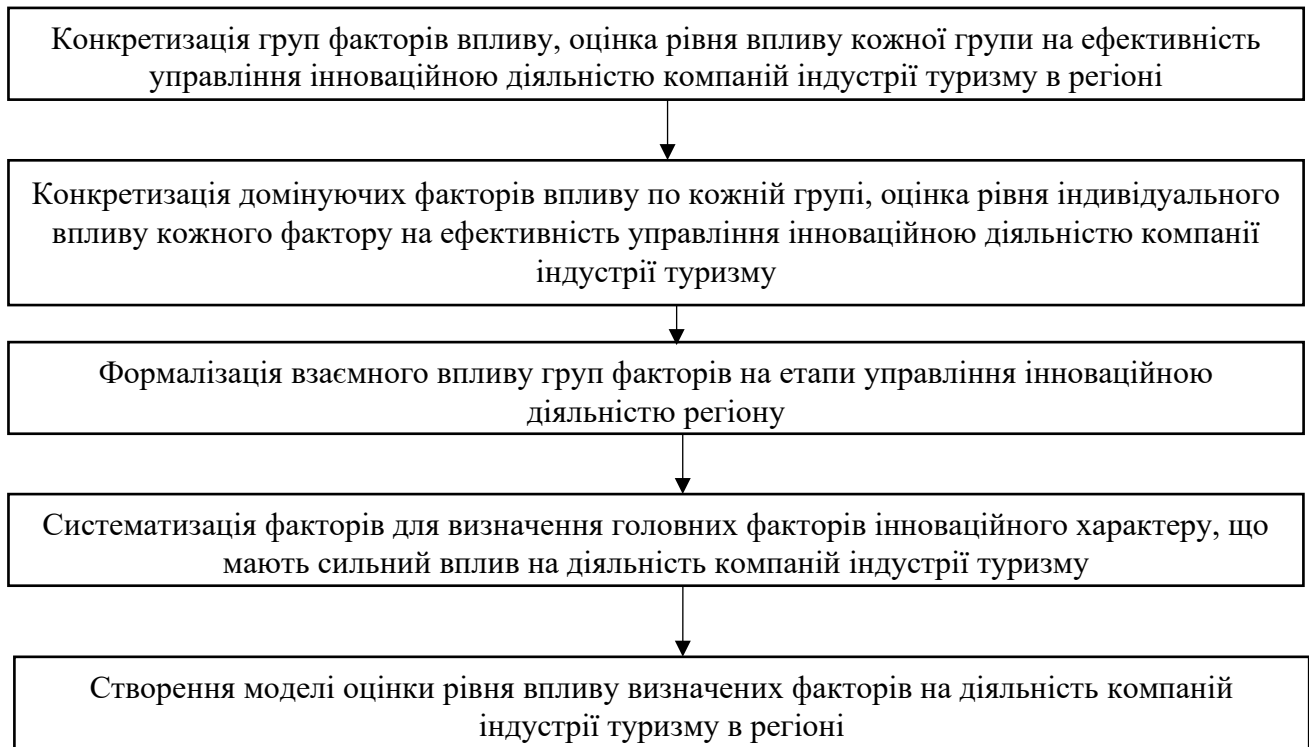 Конкретизація груп факторів впливу, оцінка рівня впливу кожної групи на ефективність
управління інноваційною діяльністю компаній індустрії туризму в регіоні
Конкретизація домінуючих факторів впливу по кожній групі, оцінка рівня індивідуального
впливу кожного фактору на ефективність управління інноваційною діяльністю компанії
індустрії туризму
Формалізація взаємного впливу груп факторів на етапи управління інноваційною
діяльністю регіону
Систематизація факторів для визначення головних факторів інноваційного характеру, що
мають сильний вплив на діяльність компаній індустрії туризму
Створення моделі оцінки рівня впливу визначених факторів на діяльність компаній
індустрії туризму в регіоні